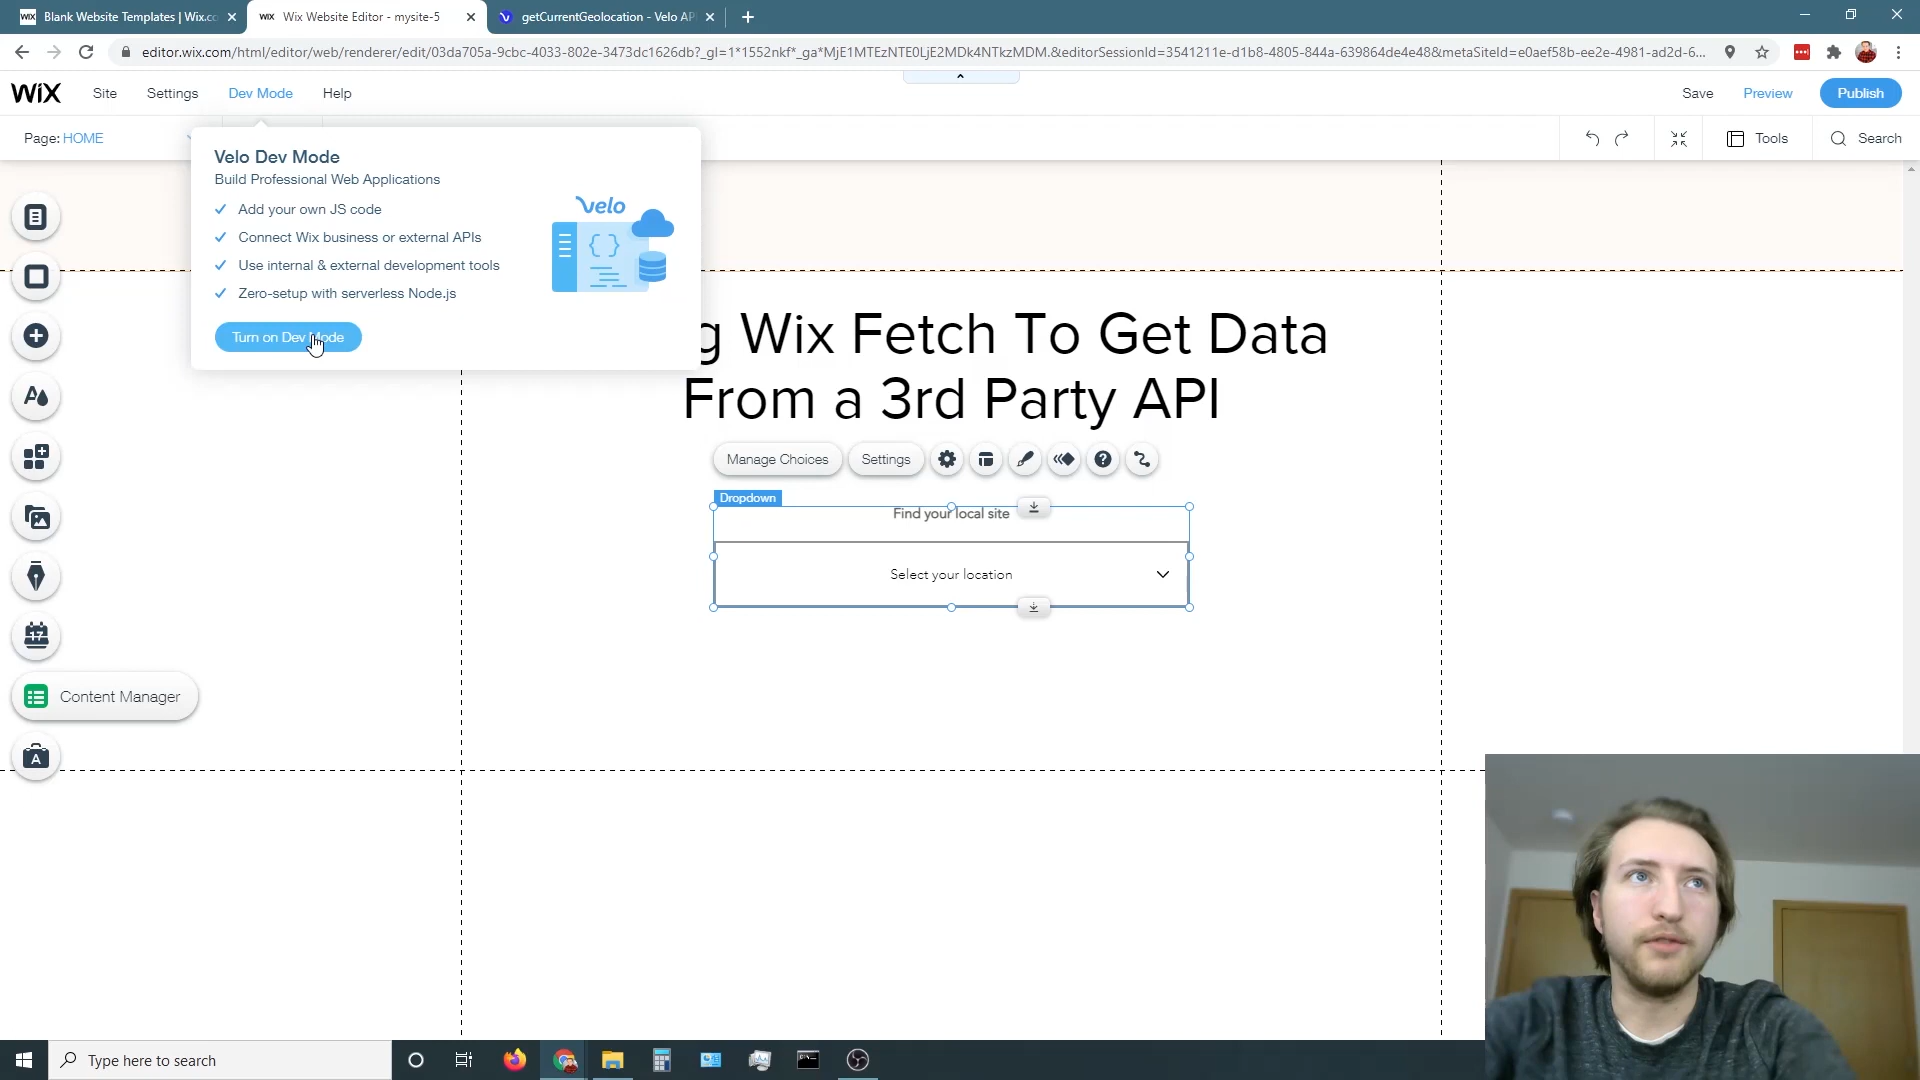 Blank Website Templates | Wix.co
Wix Website Editor - mysite-5
getCurrentGeolocation - Velo AP
editor.wix.com/html/editor/web/renderer/edit/03da705a-9cbc-4033-802e-3473dc1626db?_gl=1*1552nkf*_ga*MjE1MTEzNTE0LjE2MDk4NTkzMDM.&editorSessionId=3541211e-d1b8-4805-844a-639864de4e48&metaSiteId=e0aef58b-ee2e-4981-ad2d-6...
WiX Site Settings Dev Mode Help Save Preview Publish
Page: HOME Tools Search
Velo Dev Mode
Build Professional Web Applications
Add your own JS code
Connect Wix business or external APIs
Use internal & external development tools
Zero-setup with serverless Node.js
Turn on Dev Mode
velo
{ }
g Wix Fetch To Get Data
From a 3rd Party API
Manage Choices Settings
Dropdown
Find your local site
Select your location
17
Content Manager
A
Type here to search